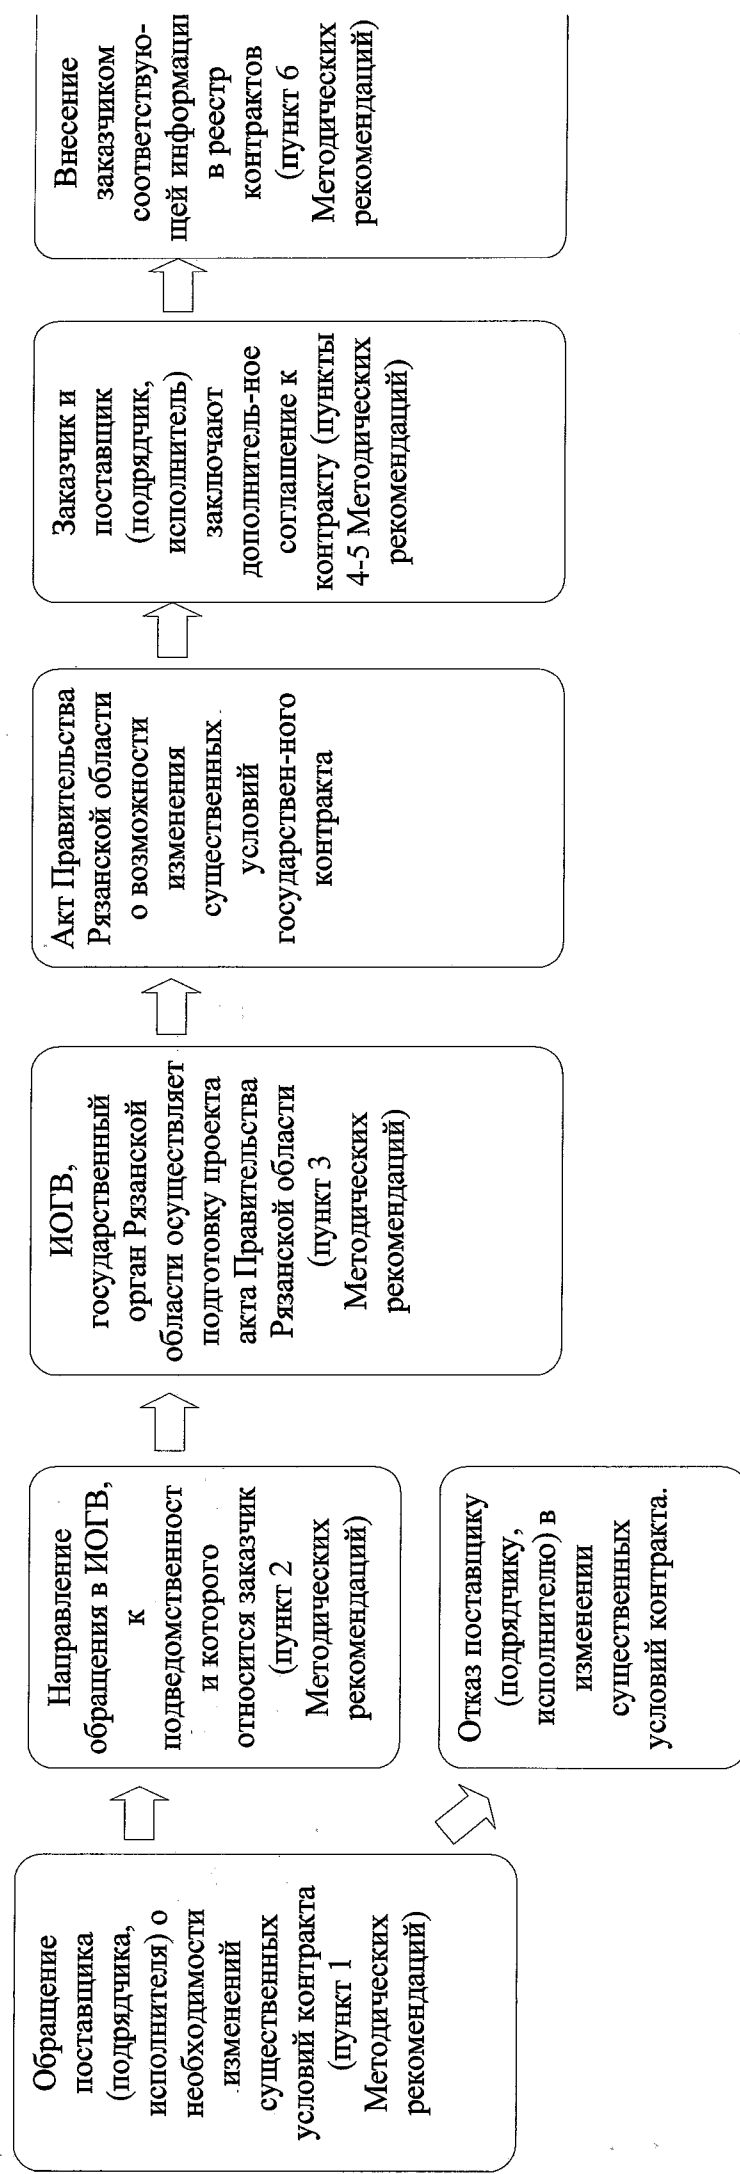 Обращение
поставщика
(подрядчика,
исполнителя) о
необходимости
изменений
существенных
условий контракта
(пункт 1
Методических
рекомендаций)
Направление
обращения в ИОГВ,
к
подведомственност
и которого
относится заказчик
(пункт 2
Методических
рекомендаций)
Отказ поставщику
(подрядчику,
исполнителю) в
изменении
существенных
условий контракта.
ИОГВ,
государственный
орган Рязанской
области осуществляет
подготовку проекта
акта Правительства
Рязанской области
(пункт 3
Методических
рекомендаций)
Акт Правительства
Рязанской области
о возможности
изменения
существенных
условий
государствен-ного
контракта
Заказчик и
поставщик
(подрядчик,
исполнитель)
заключают
дополнитель-ное
соглашение к
контракту (пункты
4-5 Методических
рекомендаций)
Внесение
заказчиком
соответствую-
щей информаци
в реестр
контрактов
(пункт 6
Методических
рекомендаций)